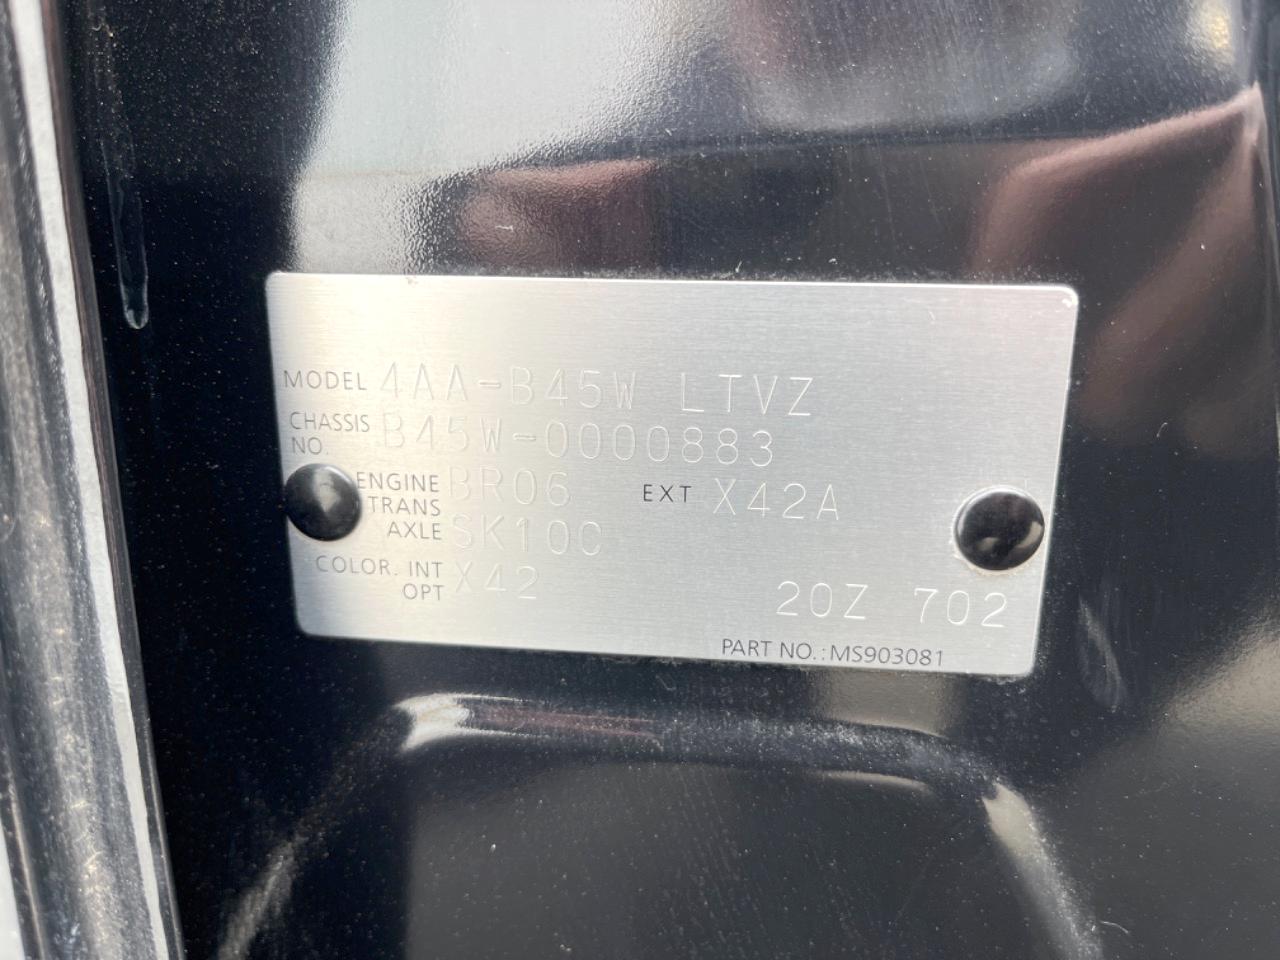 MODEL 4AA-B45W LTVZ
CHASSIS NO. B45W-0000883
ENGINE BR06 EXT X42A
TRANS AXLE SK10C
COLOR. INT X42
OPT
20Z 702
PART NO.: MS903081